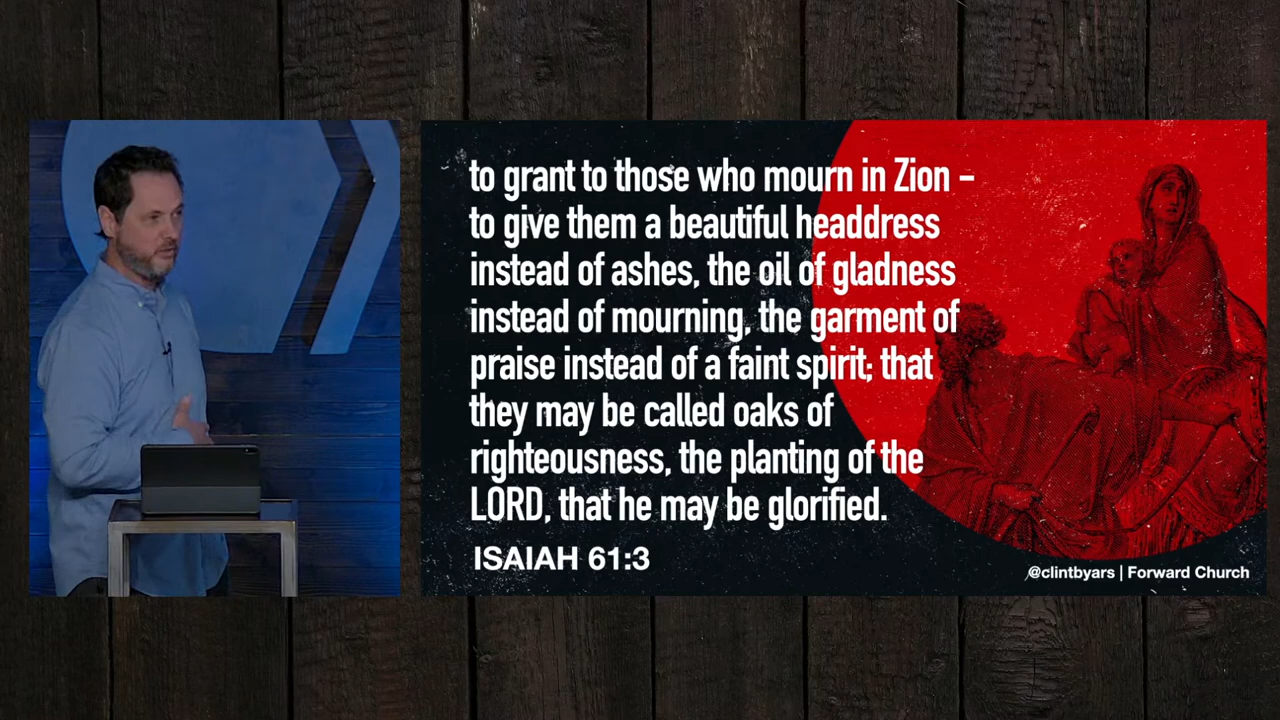 to grant to those who mourn in Zion –
to give them a beautiful headdress
instead of ashes, the oil of gladness
instead of mourning, the garment of
praise instead of a faint spirit; that
they may be called oaks of
righteousness, the planting of the
LORD, that he may be glorified.
ISAIAH 61:3
@clintbyars | Forward Church